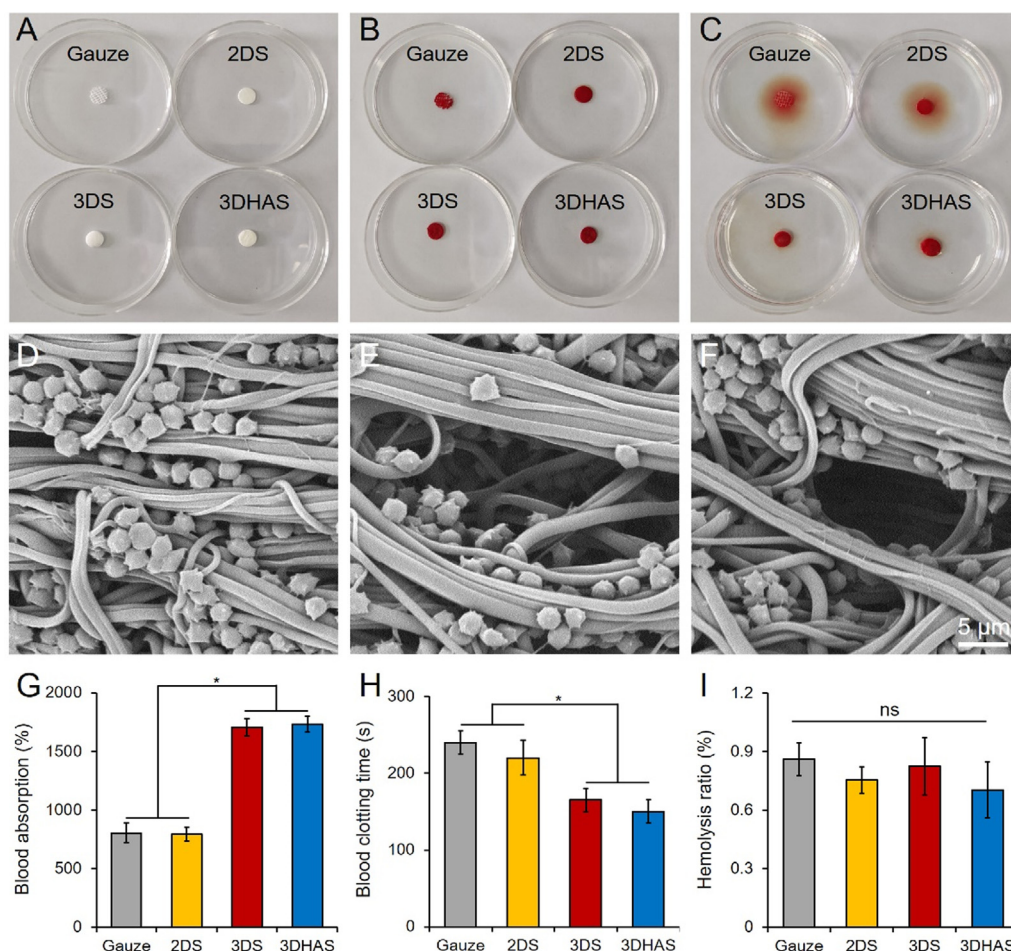 A
Gauze
2DS
3DS
3DHAS
B
Gauze
2DS
3DS
3DHAS
C
Gauze
2DS
3DS
3DHAS
D
E
F
5 μm
G
Blood absorption (%)
2000
1500
1000
500
0
*
Gauze 2DS 3DS 3DHAS
H
Blood clotting time (s)
300
200
100
0
*
Gauze 2DS 3DS 3DHAS
I
Hemolysis ratio (%)
1.2
0.9
0.6
0.3
0
ns
Gauze 2DS 3DS 3DHAS